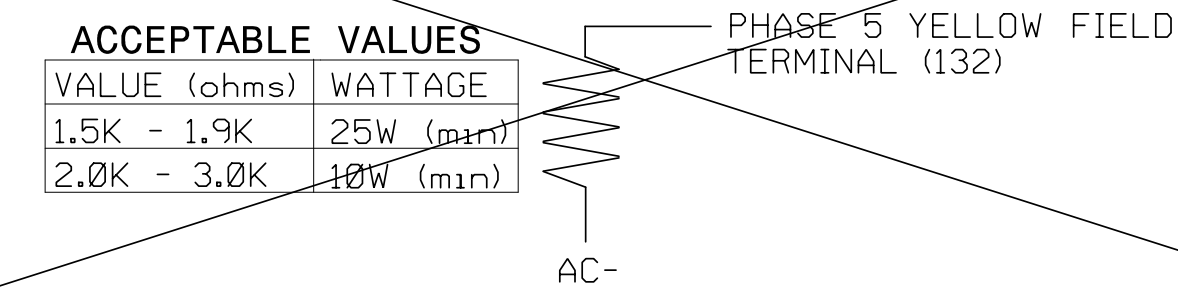 ACCEPTABLE VALUES
VALUE (ohms) WATTAGE
1.5K - 1.9K 25W (min)
2.0K - 3.0K 10W (min)
PHASE 5 YELLOW FIELD
TERMINAL (132)
AC-